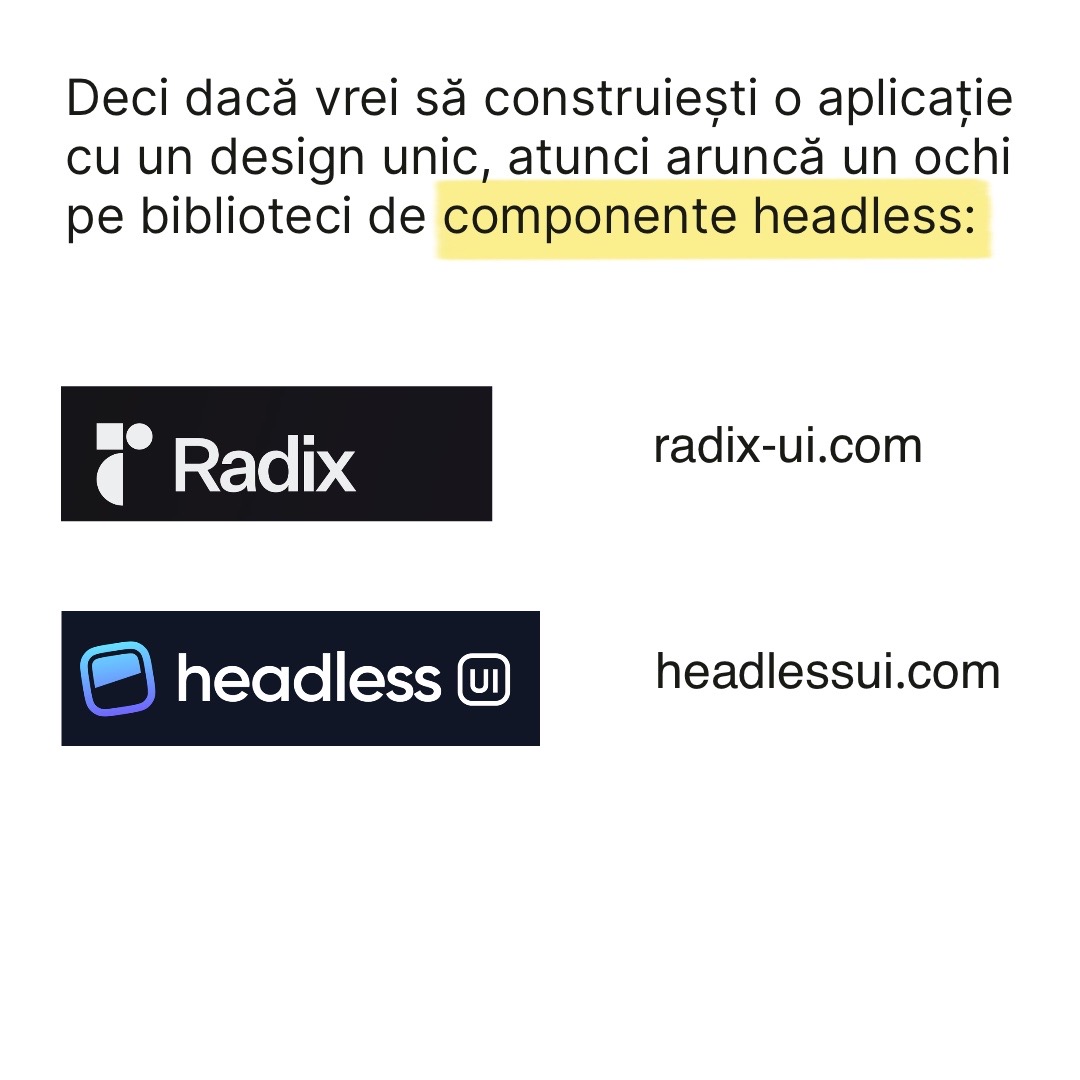 Deci dacă vrei să construiești o aplicație
cu un design unic, atunci aruncă un ochi
pe biblioteci de componente headless:
Radix
radix-ui.com
headless UI
headlessui.com